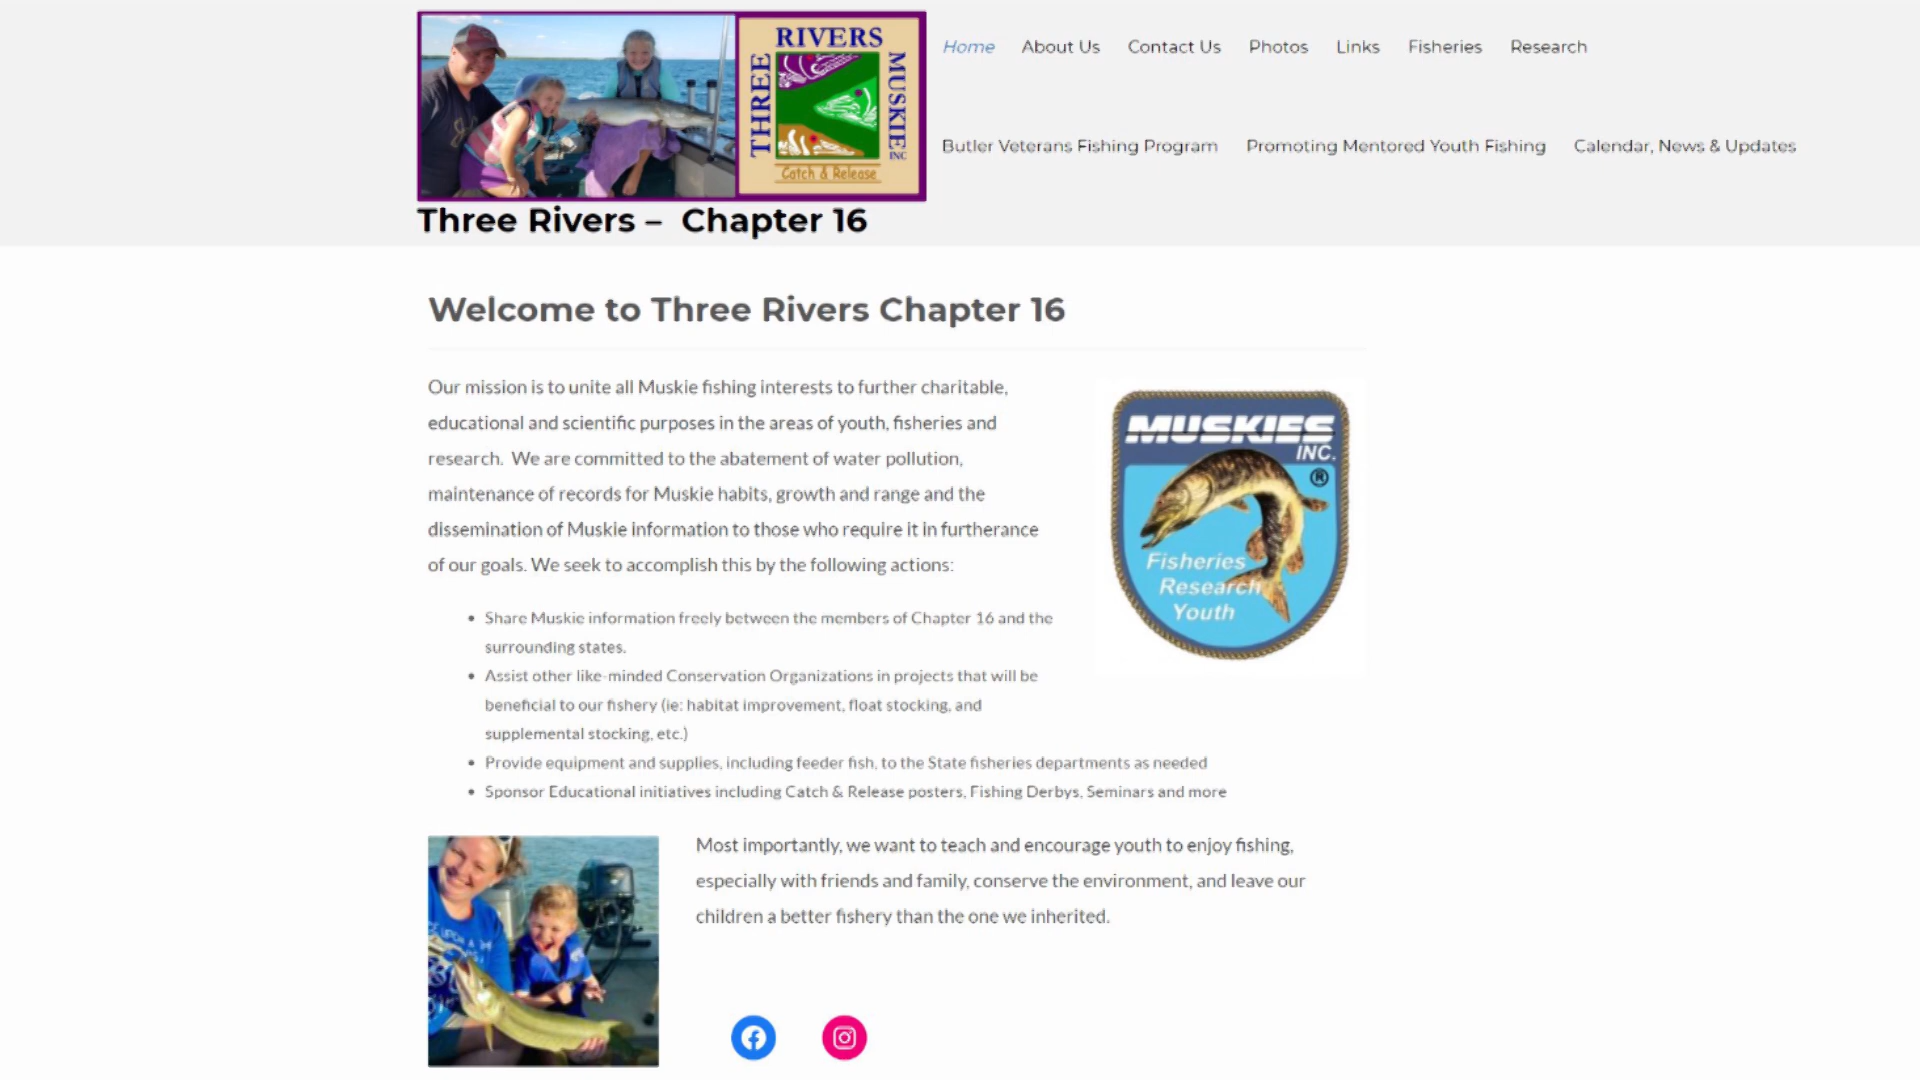 RIVERS
THREE
MUSKIE INC
Catch & Release
Home About Us Contact Us Photos Links Fisheries Research
Butler Veterans Fishing Program Promoting Mentored Youth Fishing Calendar, News & Updates
Three Rivers – Chapter 16
Welcome to Three Rivers Chapter 16
Our mission is to unite all Muskie fishing interests to further charitable,
educational and scientific purposes in the areas of youth, fisheries and
research. We are committed to the abatement of water pollution,
maintenance of records for Muskie habits, growth and range and the
dissemination of Muskie information to those who require it in furtherance
of our goals. We seek to accomplish this by the following actions:
MUSKIES
INC.
®
Fisheries
Research
Youth
• Share Muskie information freely between the members of Chapter 16 and the
surrounding states.
• Assist other like-minded Conservation Organizations in projects that will be
beneficial to our fishery (ie: habitat improvement, float stocking, and
supplemental stocking, etc.)
• Provide equipment and supplies, including feeder fish, to the State fisheries departments as needed
• Sponsor Educational initiatives including Catch & Release posters, Fishing Derbys, Seminars and more
Most importantly, we want to teach and encourage youth to enjoy fishing,
especially with friends and family, conserve the environment, and leave our
children a better fishery than the one we inherited.